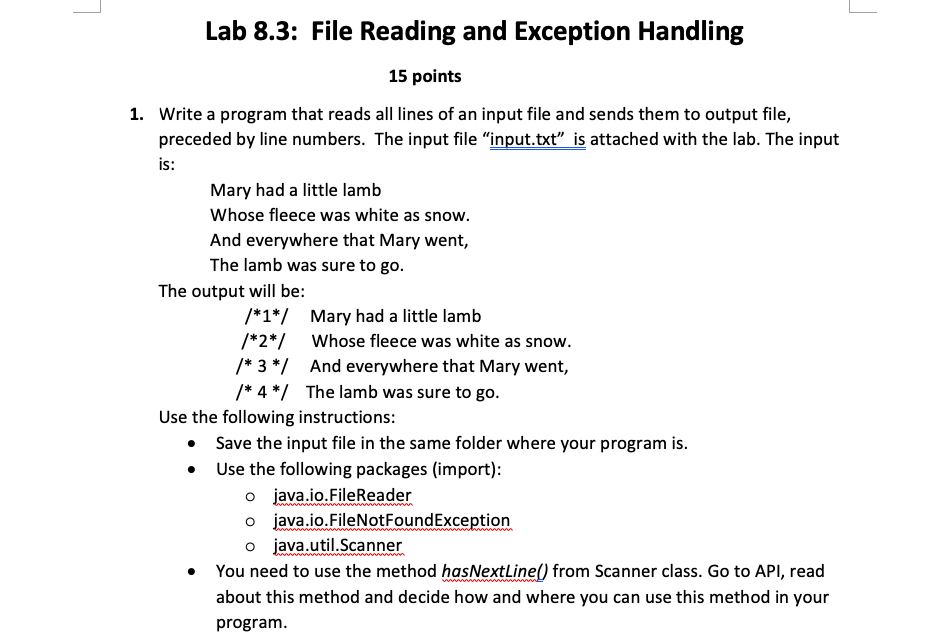 Lab 8.3:  File Reading and Exception Handling
15 points
1. Write a program that reads all lines of an input file and sends them to output file,
preceded by line numbers.  The input file “input.txt”  is attached with the lab. The input
is:
Mary had a little lamb
Whose fleece was white as snow.
And everywhere that Mary went,
The lamb was sure to go.
The output will be:
/*1*/    Mary had a little lamb
/*2*/     Whose fleece was white as snow.
/* 3 */    And everywhere that Mary went,
/* 4 */   The lamb was sure to go.
Use the following instructions:
• Save the input file in the same folder where your program is.
• Use the following packages (import):
o java.io.FileReader
o java.io.FileNotFoundException
o java.util.Scanner
• You need to use the method hasNextLine() from Scanner class. Go to API, read
about this method and decide how and where you can use this method in your
program.